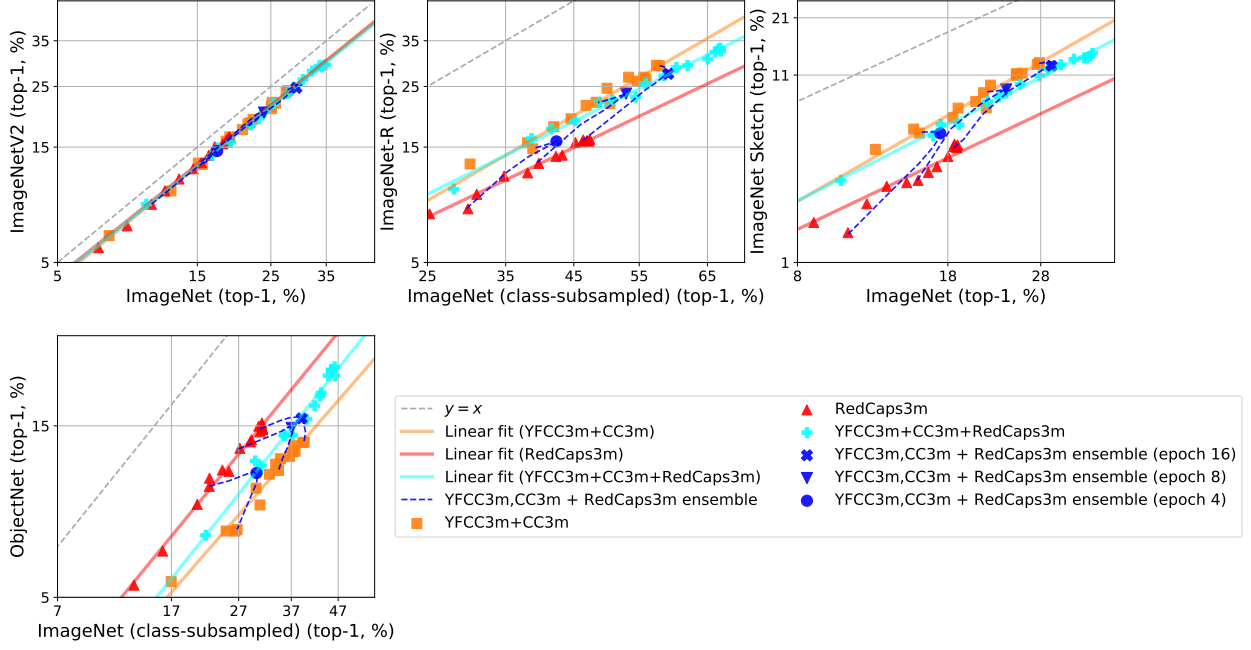 35
25
15
5
ImageNetV2 (top-1, %)
5
15
25
35
ImageNet (top-1, %)
35
25
15
5
ImageNet-R (top-1, %)
25
35
45
55
65
ImageNet (class-subsampled) (top-1, %)
21
11
1
ImageNet Sketch (top-1, %)
8
18
28
ImageNet (top-1, %)
15
5
ObjectNet (top-1, %)
7
17
27
37
47
ImageNet (class-subsampled) (top-1, %)
y = x
Linear fit (YFCC3m+CC3m)
Linear fit (RedCaps3m)
Linear fit (YFCC3m+CC3m+RedCaps3m)
YFCC3m,CC3m + RedCaps3m ensemble
YFCC3m+CC3m
RedCaps3m
YFCC3m+CC3m+RedCaps3m
YFCC3m,CC3m + RedCaps3m ensemble (epoch 16)
YFCC3m,CC3m + RedCaps3m ensemble (epoch 8)
YFCC3m,CC3m + RedCaps3m ensemble (epoch 4)